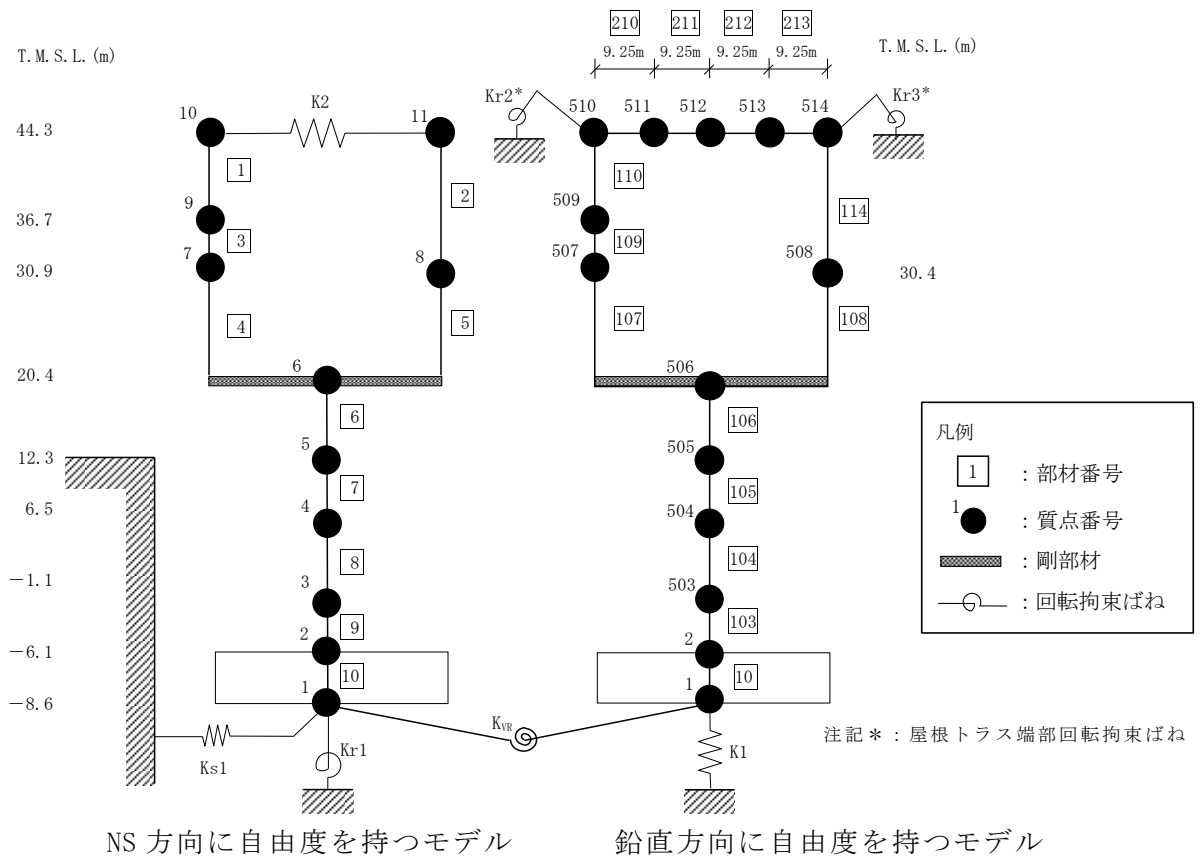 210 211 212 213
T.M.S.L.(m)
9.25m 9.25m 9.25m 9.25m
T.M.S.L.(m)
Kr2* 510 511 512 513 514 Kr3*
10 K2 11
44.3
1
110
2
9
36.7
509
114
3
109
7
30.9
507
8
508
30.4
4
5
107
108
20.4
6
506
6
106
5
12.3
505
7
105
4
6.5
504
8
104
3
-1.1
503
9
103
2
-6.1
2
10
10
1
-8.6
1
KVR
Ks1
Kr1
K1
凡例
1 :部材番号
1 :質点番号
:剛部材
:回転拘束ばね
注記*:屋根トラス端部回転拘束ばね
NS 方向に自由度を持つモデル
鉛直方向に自由度を持つモデル